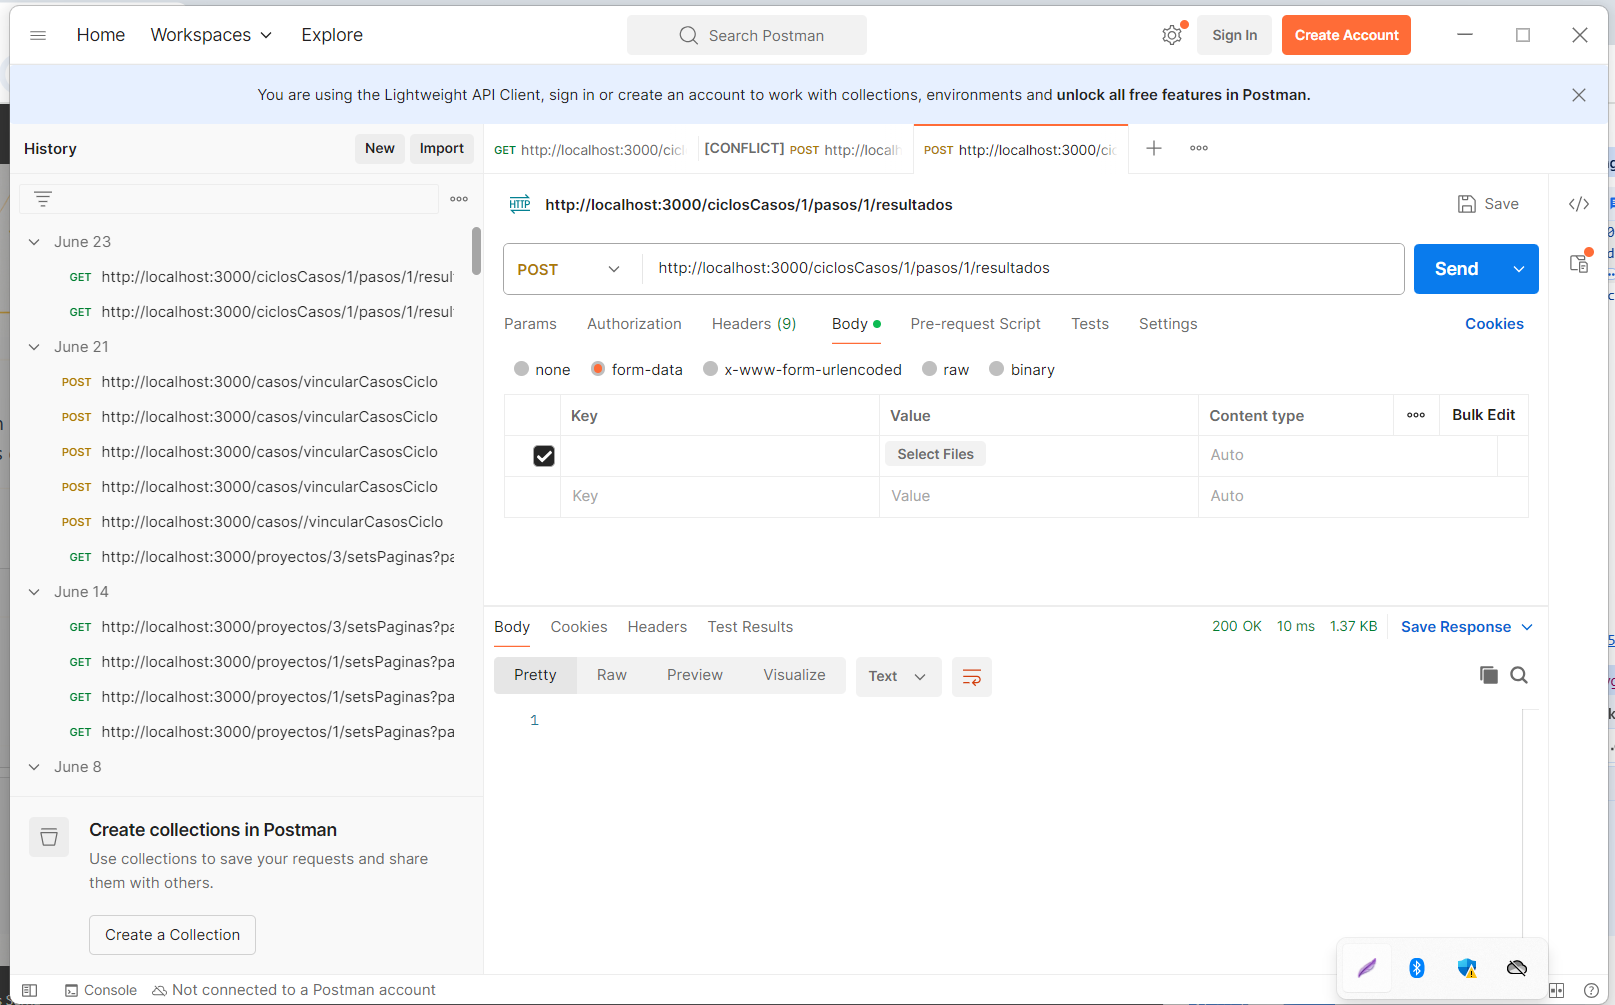 Home Workspaces Explore Search Postman Sign In Create Account
You are using the Lightweight API Client, sign in or create an account to work with collections, environments and unlock all free features in Postman.
History New Import
GET http://localhost:3000/cicl [CONFLICT] POST http://local POST http://localhost:3000/cic
HTTP http://localhost:3000/ciclosCasos/1/pasos/1/resultados Save
June 23
GET http://localhost:3000/ciclosCasos/1/pasos/1/resul
GET http://localhost:3000/ciclosCasos/1/pasos/1/resul
June 21
POST http://localhost:3000/casos/vincularCasosCiclo
POST http://localhost:3000/casos/vincularCasosCiclo
POST http://localhost:3000/casos/vincularCasosCiclo
POST http://localhost:3000/casos/vincularCasosCiclo
POST http://localhost:3000/casos//vincularCasosCiclo
GET http://localhost:3000/proyectos/3/setsPaginas?pa
June 14
GET http://localhost:3000/proyectos/3/setsPaginas?pa
GET http://localhost:3000/proyectos/1/setsPaginas?pa
GET http://localhost:3000/proyectos/1/setsPaginas?pa
GET http://localhost:3000/proyectos/1/setsPaginas?pa
June 8
Create collections in Postman
Use collections to save your requests and share
them with others.
Create a Collection
POST http://localhost:3000/ciclosCasos/1/pasos/1/resultados Send
Params Authorization Headers (9) Body Pre-request Script Tests Settings Cookies
none form-data x-www-form-urlencoded raw binary
Key Value Content type Bulk Edit
Select Files Auto
Key Value Auto
Body Cookies Headers Test Results 200 OK 10 ms 1.37 KB Save Response
Pretty Raw Preview Visualize Text
1
Console Not connected to a Postman account